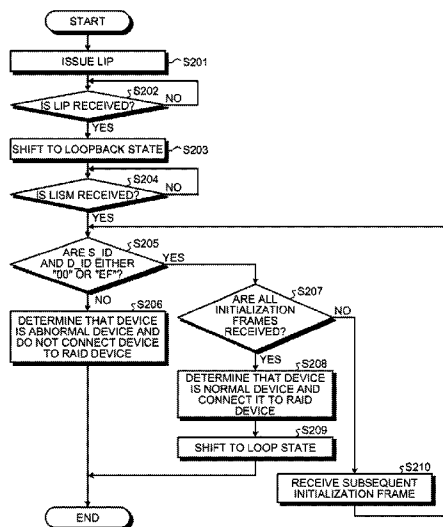 START
ISSUE LIP
S201
S202
IS LIP RECEIVED?
NO
YES
SHIFT TO LOOPBACK STATE
S203
S204
IS LISM RECEIVED?
NO
YES
S205
ARE S_ID
AND D_ID EITHER
"00" OR "EF"?
YES
NO
S206
DETERMINE THAT DEVICE
IS ABNORMAL DEVICE AND
DO NOT CONNECT DEVICE
TO RAID DEVICE
S207
ARE ALL
INITIALIZATION
FRAMES
RECEIVED?
NO
YES
S208
DETERMINE THAT DEVICE
IS NORMAL DEVICE AND
CONNECT IT TO RAID
DEVICE
S209
SHIFT TO LOOP STATE
S210
RECEIVE SUBSEQUENT
INITIALIZATION FRAME
END